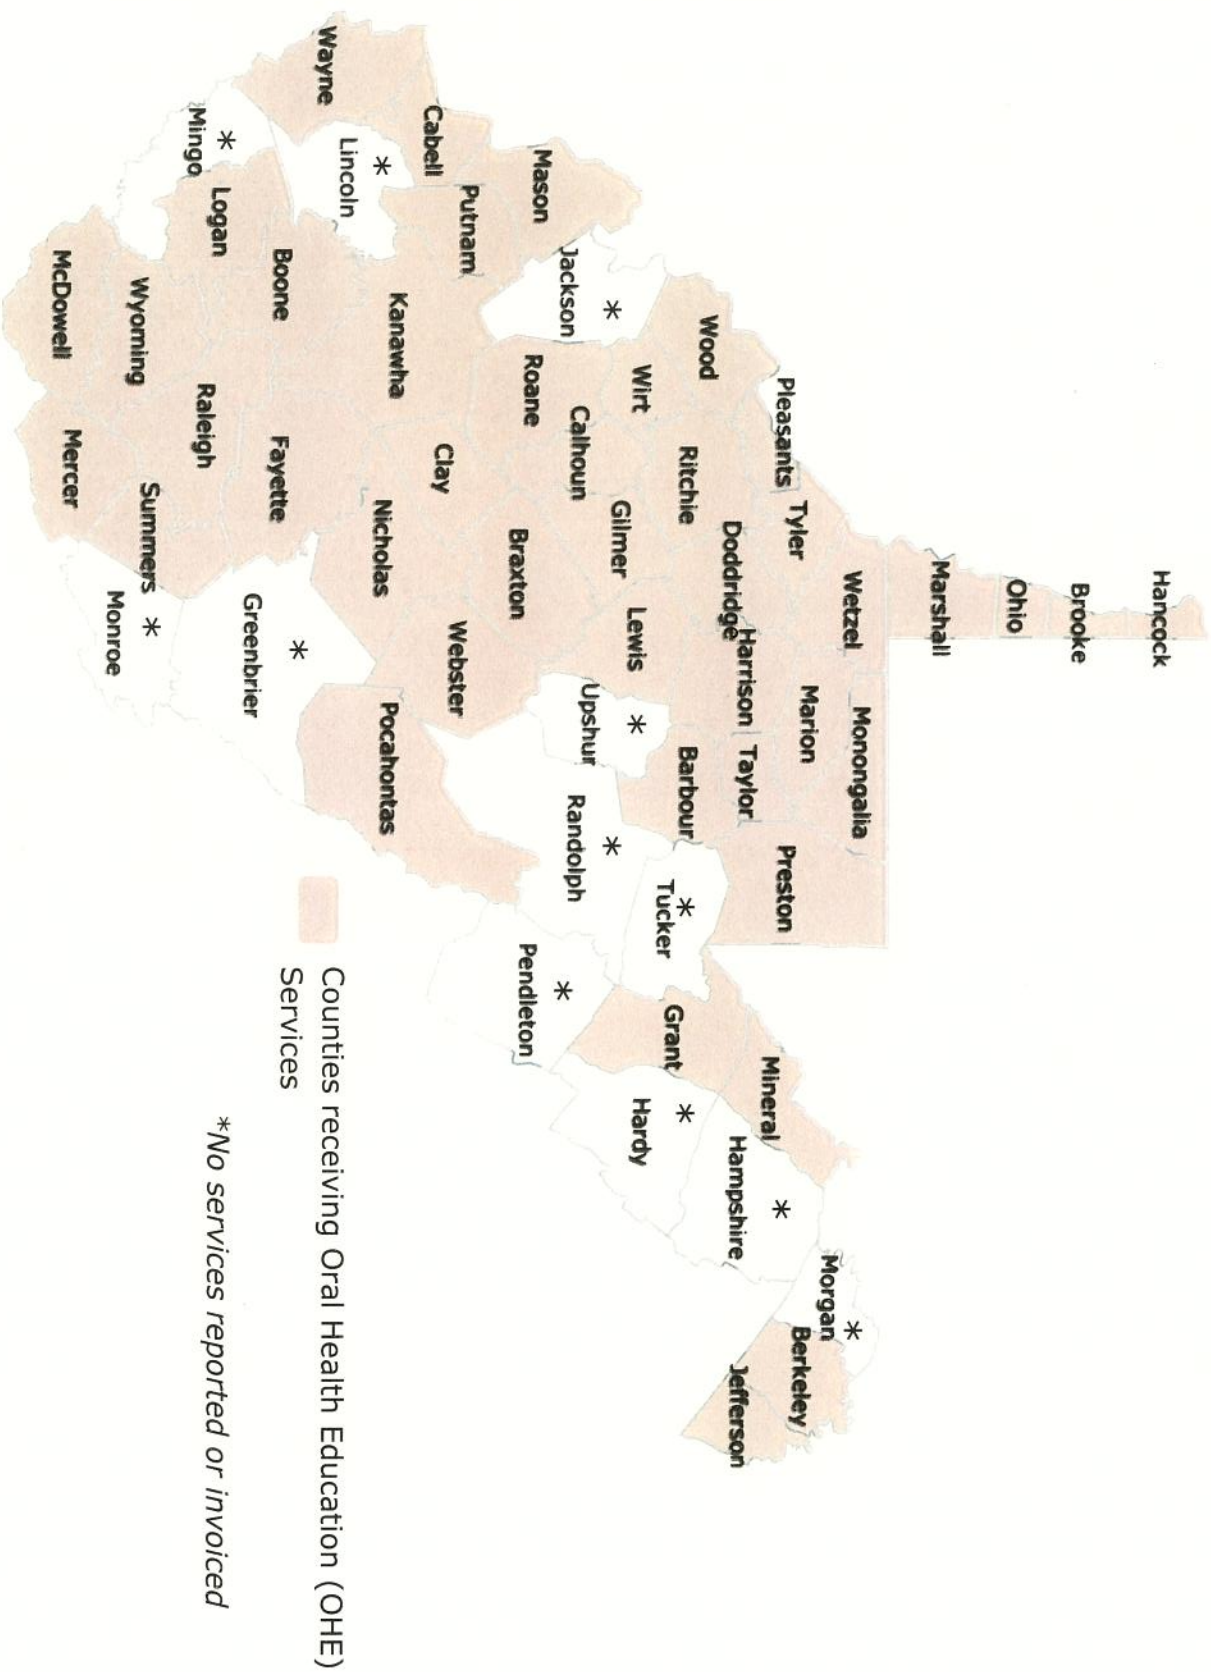 Hancock
Brooke
Ohio
Marshall
Wetzel
Monongalia
Morgan
*
Pleasants
Tyler
Marion
Preston
Mineral
Hampshire
*
Berkeley
Wood
Ritchie
Doddridge
Harrison
Taylor
Jefferson
Jackson
*
Wirt
Calhoun
Gilmer
Lewis
Upshur
*
Barbour
Tucker
*
Grant
Hardy
*
Mason
Roane
Braxton
Randolph
*
Pendleton
*
Cabell
Putnam
Clay
Webster
Wayne
Lincoln
*
Kanawha
Nicholas
Pocahontas
Mingo
*
Logan
Boone
Fayette
Greenbrier
*
McDowell
Wyoming
Raleigh
Mercer
Summers
Monroe
*
Counties receiving Oral Health Education (OHE)
Services
*No services reported or invoiced